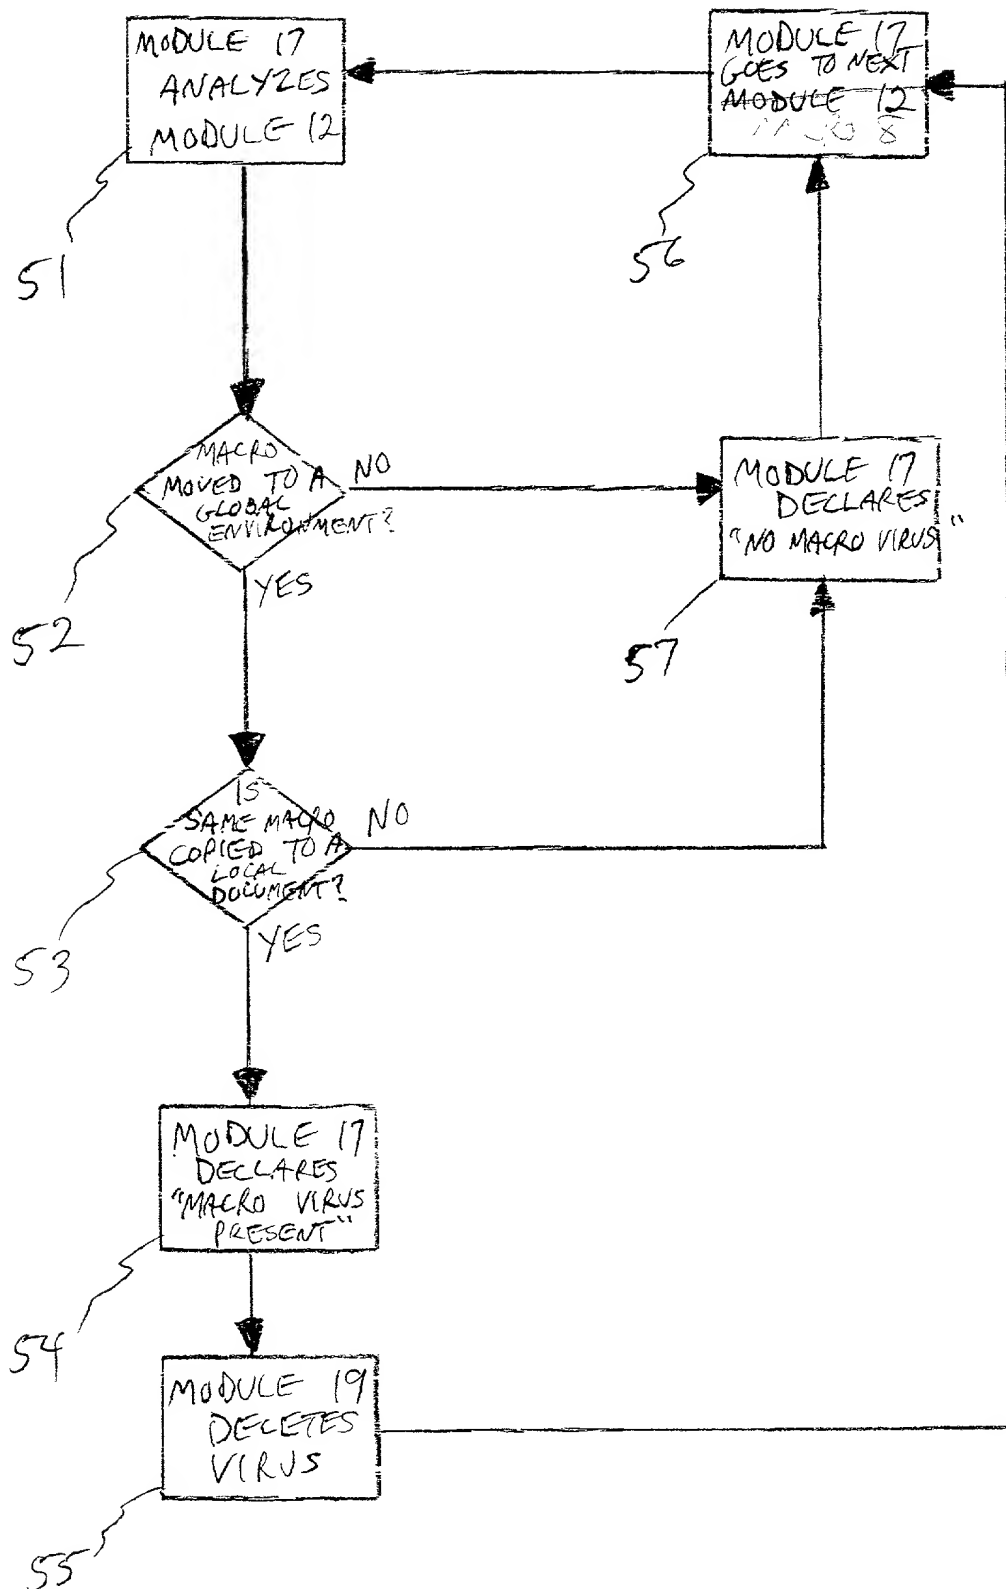 MODULE 17
ANALYZES
MODULE 12
51
MODULE 17
GOES TO NEXT
MODULE 12
56
MACRO
MOVED TO A
GLOBAL
ENVIRONMENT?
NO
YES
52
MODULE 17
DECLARES
"NO MACRO VIRUS"
57
IS
SAME MACRO
COPIED TO A
LOCAL
DOCUMENT?
NO
YES
53
MODULE 17
DECLARES
"MACRO VIRUS
PRESENT"
54
MODULE 19
DELETES
VIRUS
55